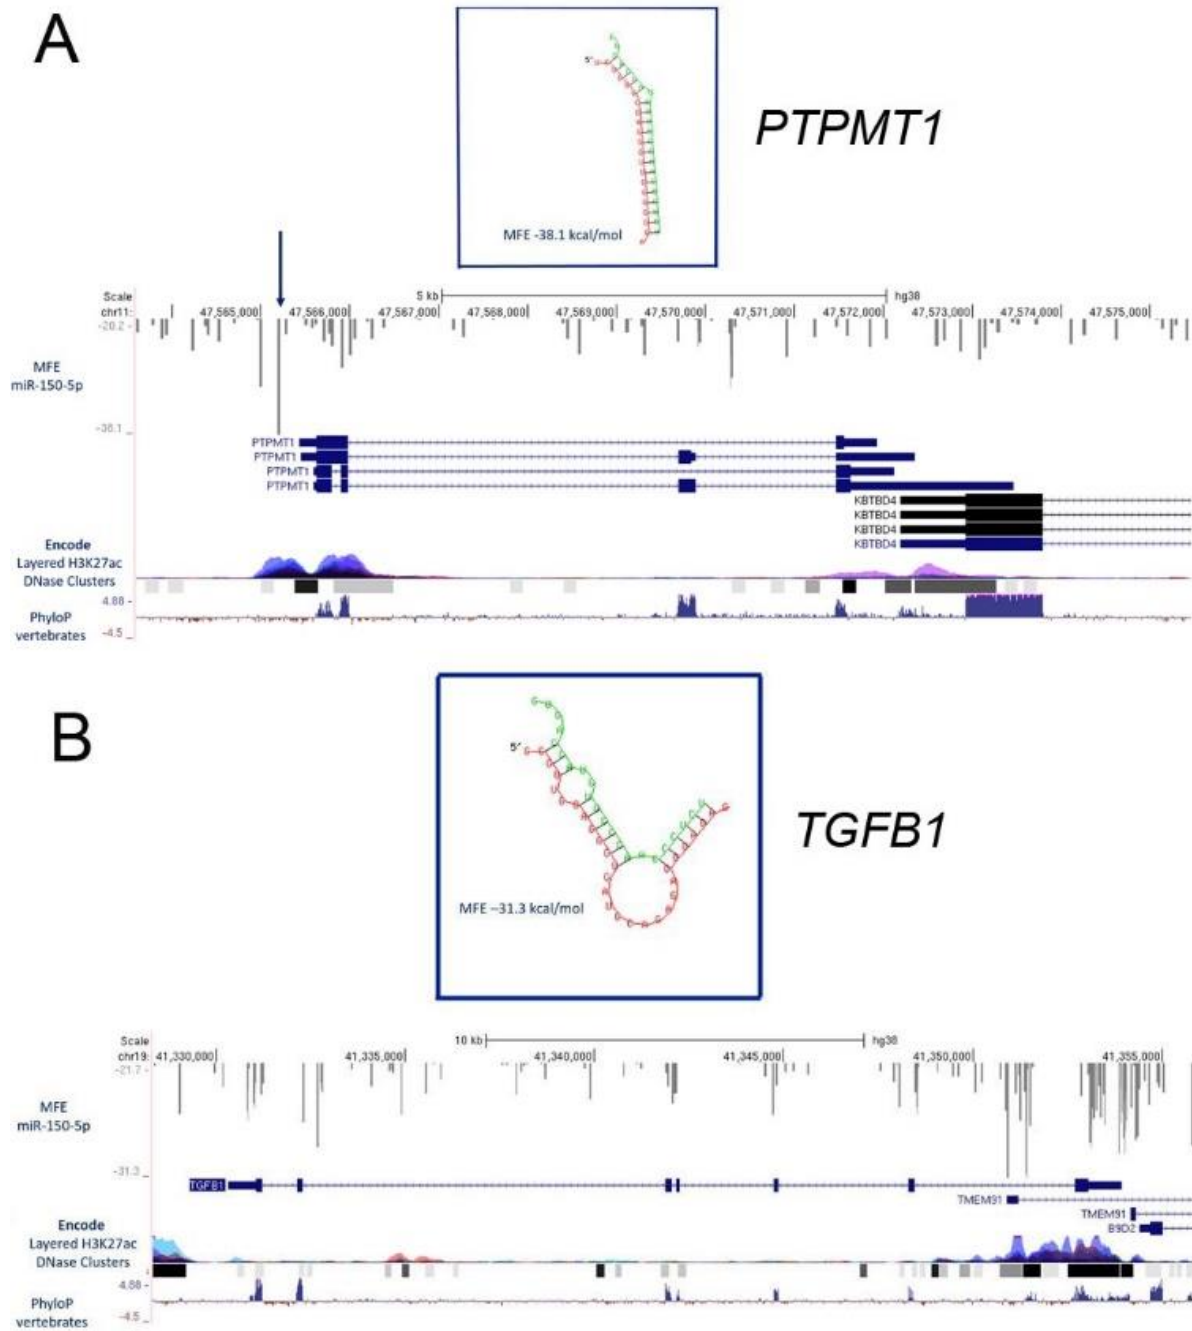 A
5'
PTPMT1
MFE -38.1 kcal/mol
Scale
5 kb
hg38
chr11:
47,565,000
47,566,000
47,567,000
47,568,000
47,569,000
47,570,000
47,571,000
47,572,000
47,573,000
47,574,000
47,575,000
-20.2
MFE
miR-150-5p
-38.1
PTPMT1
PTPMT1
PTPMT1
PTPMT1
KBTBD4
KBTBD4
KBTBD4
KBTBD4
Encode
Layered H3K27ac
DNase Clusters
4.88
PhyloP
vertebrates
-4.5
B
5'
TGFB1
MFE –31.3 kcal/mol
Scale
10 kb
hg38
chr19:
41,330,000
41,335,000
41,340,000
41,345,000
41,350,000
41,355,000
-21.7
MFE
miR-150-5p
-31.3
TGFB1
TMEM91
TMEM91
B9D2
Encode
Layered H3K27ac
DNase Clusters
4.88
PhyloP
vertebrates
-4.5